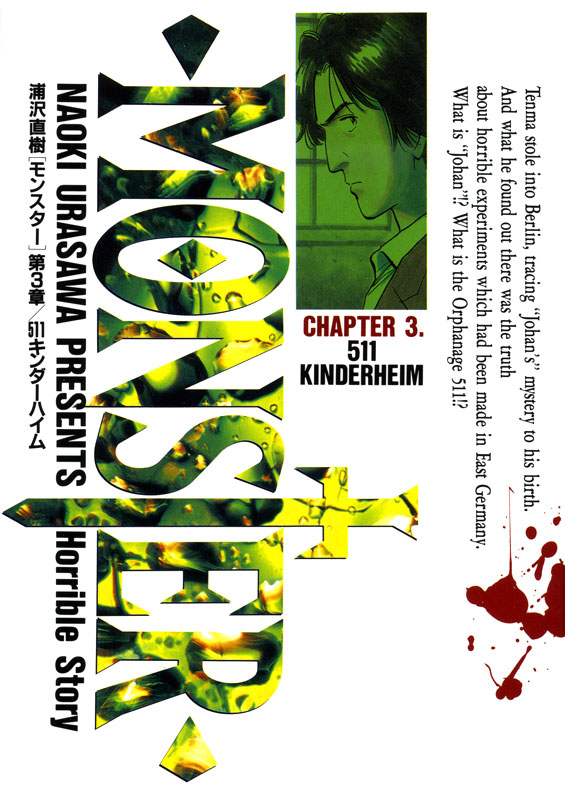 Tenma stole into Berlin, tracing "Johan's" mystery to his birth.
And what he found out there was the truth
about horrible experiments which had been made in East Germany.
What is "Johan"!? What is the Orphanage 511!?
CHAPTER 3.
511
KINDERHEIM
MONSTER
NAOKI URASAWA PRESENTS Horrible Story
浦沢直樹［モンスター］第3章／511キンダーハイム